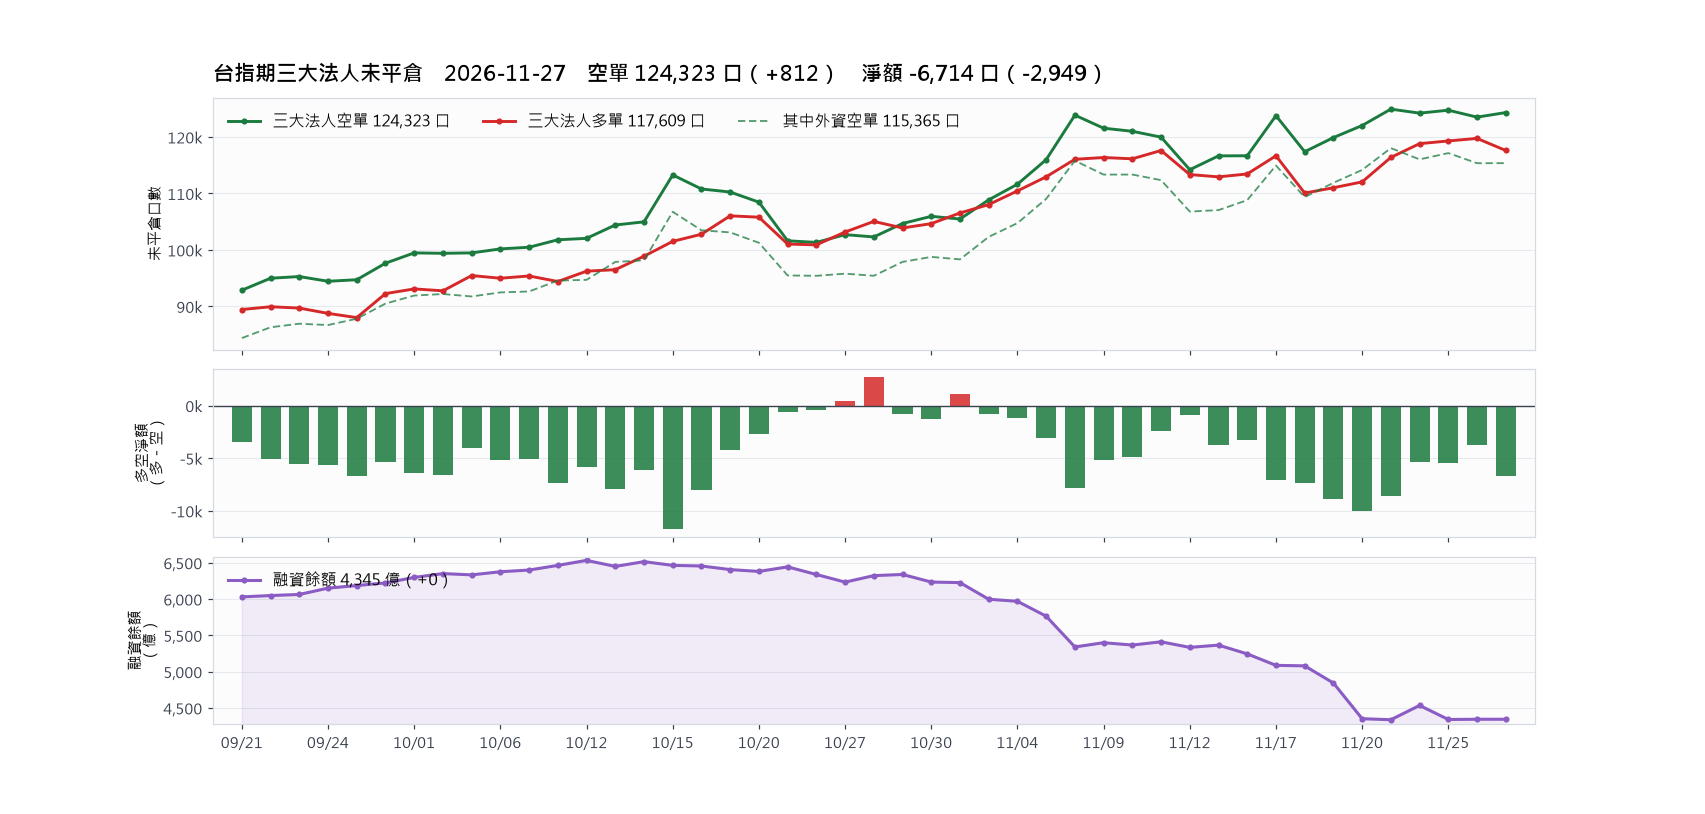 台指期三大法人未平倉　2026-11-27　空單 124,323 口（+812）　淨額 -6,714 口（-2,949）
三大法人空單 124,323 口
三大法人多單 117,609 口
其中外資空單 115,365 口
未平倉口數
120k
110k
100k
90k
多空淨額
（多 - 空）
0k
-5k
-10k
融資餘額 4,345 億（+0）
融資餘額
（億）
6,500
6,000
5,500
5,000
4,500
09/21 09/24 10/01 10/06 10/12 10/15 10/20 10/27 10/30 11/04 11/09 11/12 11/17 11/20 11/25